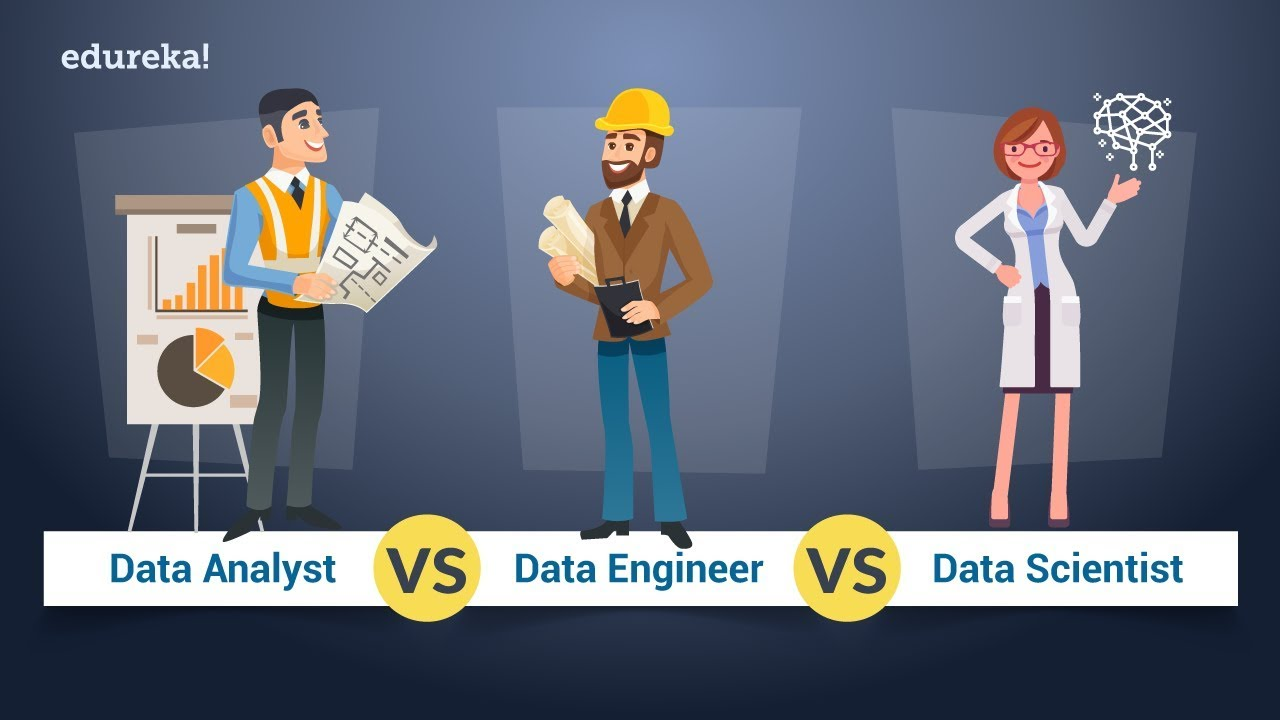 edureka!
Data Analyst VS Data Engineer VS Data Scientist